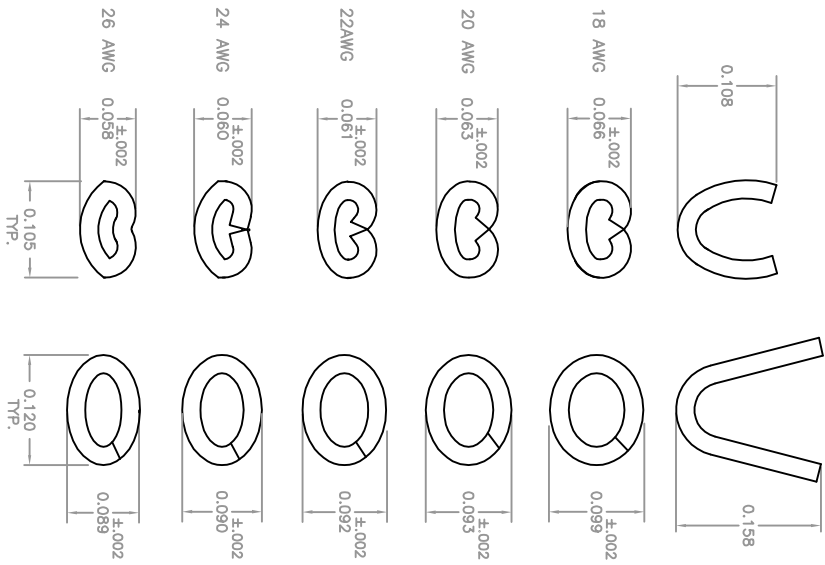 0.108
18 AWG
0.066 ±.002
20 AWG
0.063 ±.002
22AWG
0.061 ±.002
24 AWG
0.060 ±.002
26 AWG
0.058 ±.002
0.105
TYP.
0.158
0.099 ±.002
0.093 ±.002
0.092 ±.002
0.090 ±.002
0.089 ±.002
0.120
TYP.